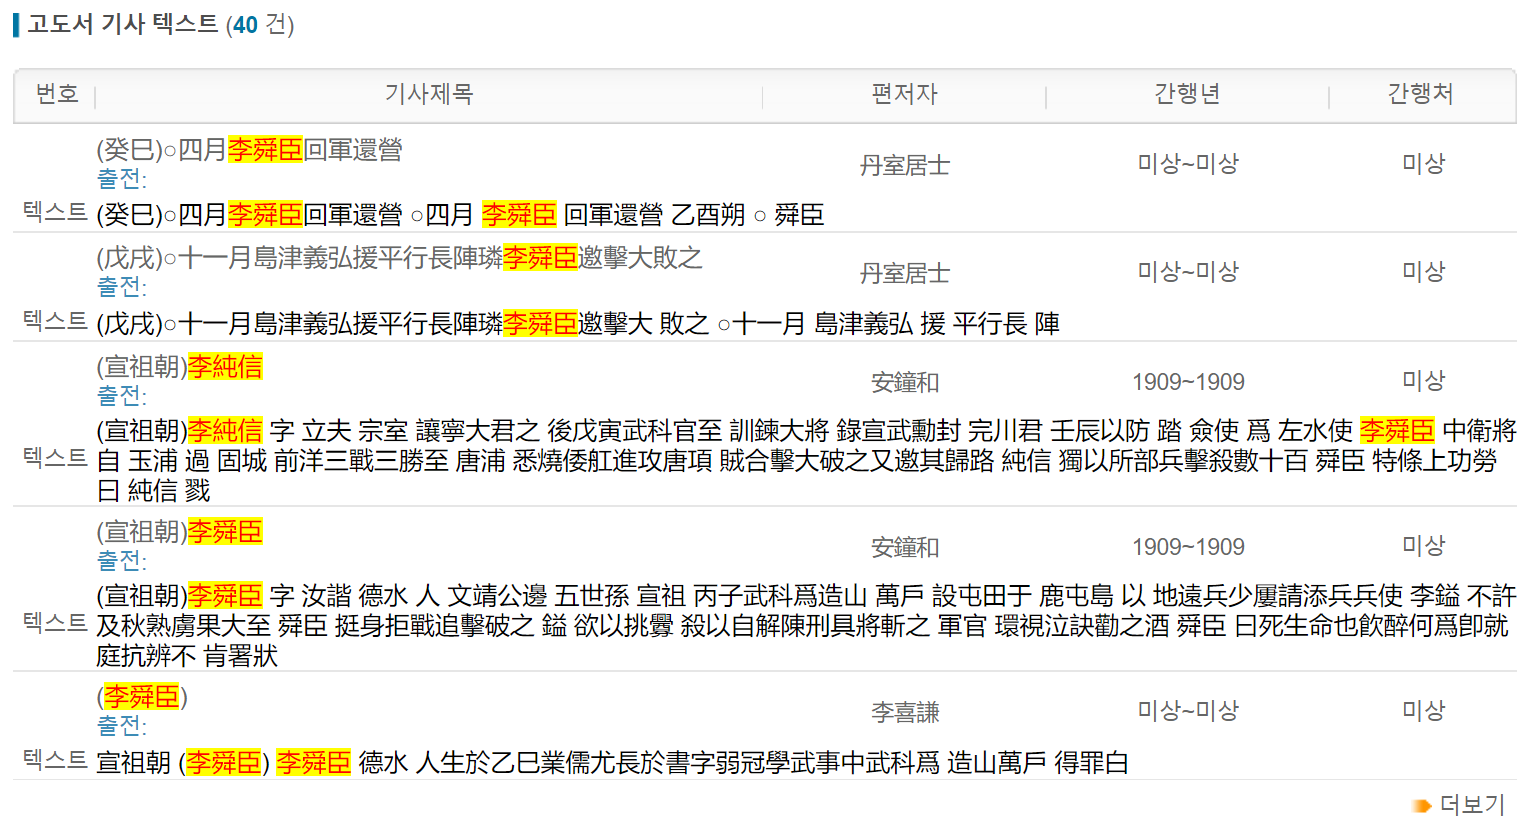 고도서 기사 텍스트 (40 건)
번호 기사제목 편저자 간행년 간행처
(癸巳)○四月李舜臣回軍還營
출전:
丹室居士 미상~미상 미상
텍스트 (癸巳)○四月李舜臣回軍還營 ○四月 李舜臣 回軍還營 乙酉朔 ○ 舜臣
(戊戌)○十一月島津義弘援平行長陣璘李舜臣邀擊大敗之
출전:
丹室居士 미상~미상 미상
텍스트 (戊戌)○十一月島津義弘援平行長陣璘李舜臣邀擊大 敗之 ○十一月 島津義弘 援 平行長 陣
(宣祖朝)李純信
출전:
安鐘和 1909~1909 미상
(宣祖朝)李純信 字 立夫 宗室 讓寧大君之 後戊寅武科官至 訓鍊大將 錄宣武勳封 完川君 壬辰以防 踏 僉使 爲 左水使 李舜臣 中衛將
텍스트 自 玉浦 過 固城 前洋三戰三勝至 唐浦 悉燒倭舡進攻唐項 賊合擊大破之又邀其歸路 純信 獨以所部兵擊殺數十百 舜臣 特條上功勞
曰 純信 戮
(宣祖朝)李舜臣
출전:
安鐘和 1909~1909 미상
(宣祖朝)李舜臣 字 汝諧 德水 人 文靖公邊 五世孫 宣祖 丙子武科爲造山 萬戶 設屯田于 鹿屯島 以 地遠兵少屢請添兵兵使 李鎰 不許
텍스트 及秋熟虜果大至 舜臣 挺身拒戰追擊破之 鎰 欲以挑釁 殺以自解陳刑具將斬之 軍官 環視泣訣勸之酒 舜臣 曰死生命也飮醉何爲卽就
庭抗辨不 肯署狀
(李舜臣)
출전:
李喜謙 미상~미상 미상
텍스트 宣祖朝 (李舜臣) 李舜臣 德水 人生於乙巳業儒尤長於書字弱冠學武事中武科爲 造山萬戶 得罪白
더보기